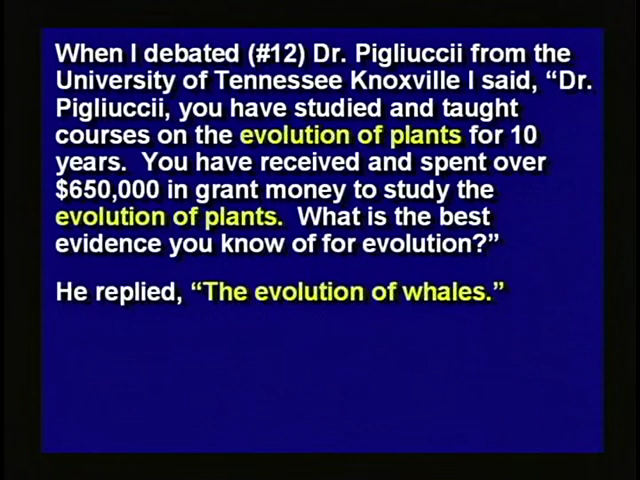 When I debated (#12) Dr. Pigliuccii from the
University of Tennessee Knoxville I said, “Dr.
Pigliuccii, you have studied and taught
courses on the evolution of plants for 10
years.  You have received and spent over
$650,000 in grant money to study the
evolution of plants.  What is the best
evidence you know of for evolution?”
He replied, “The evolution of whales.”